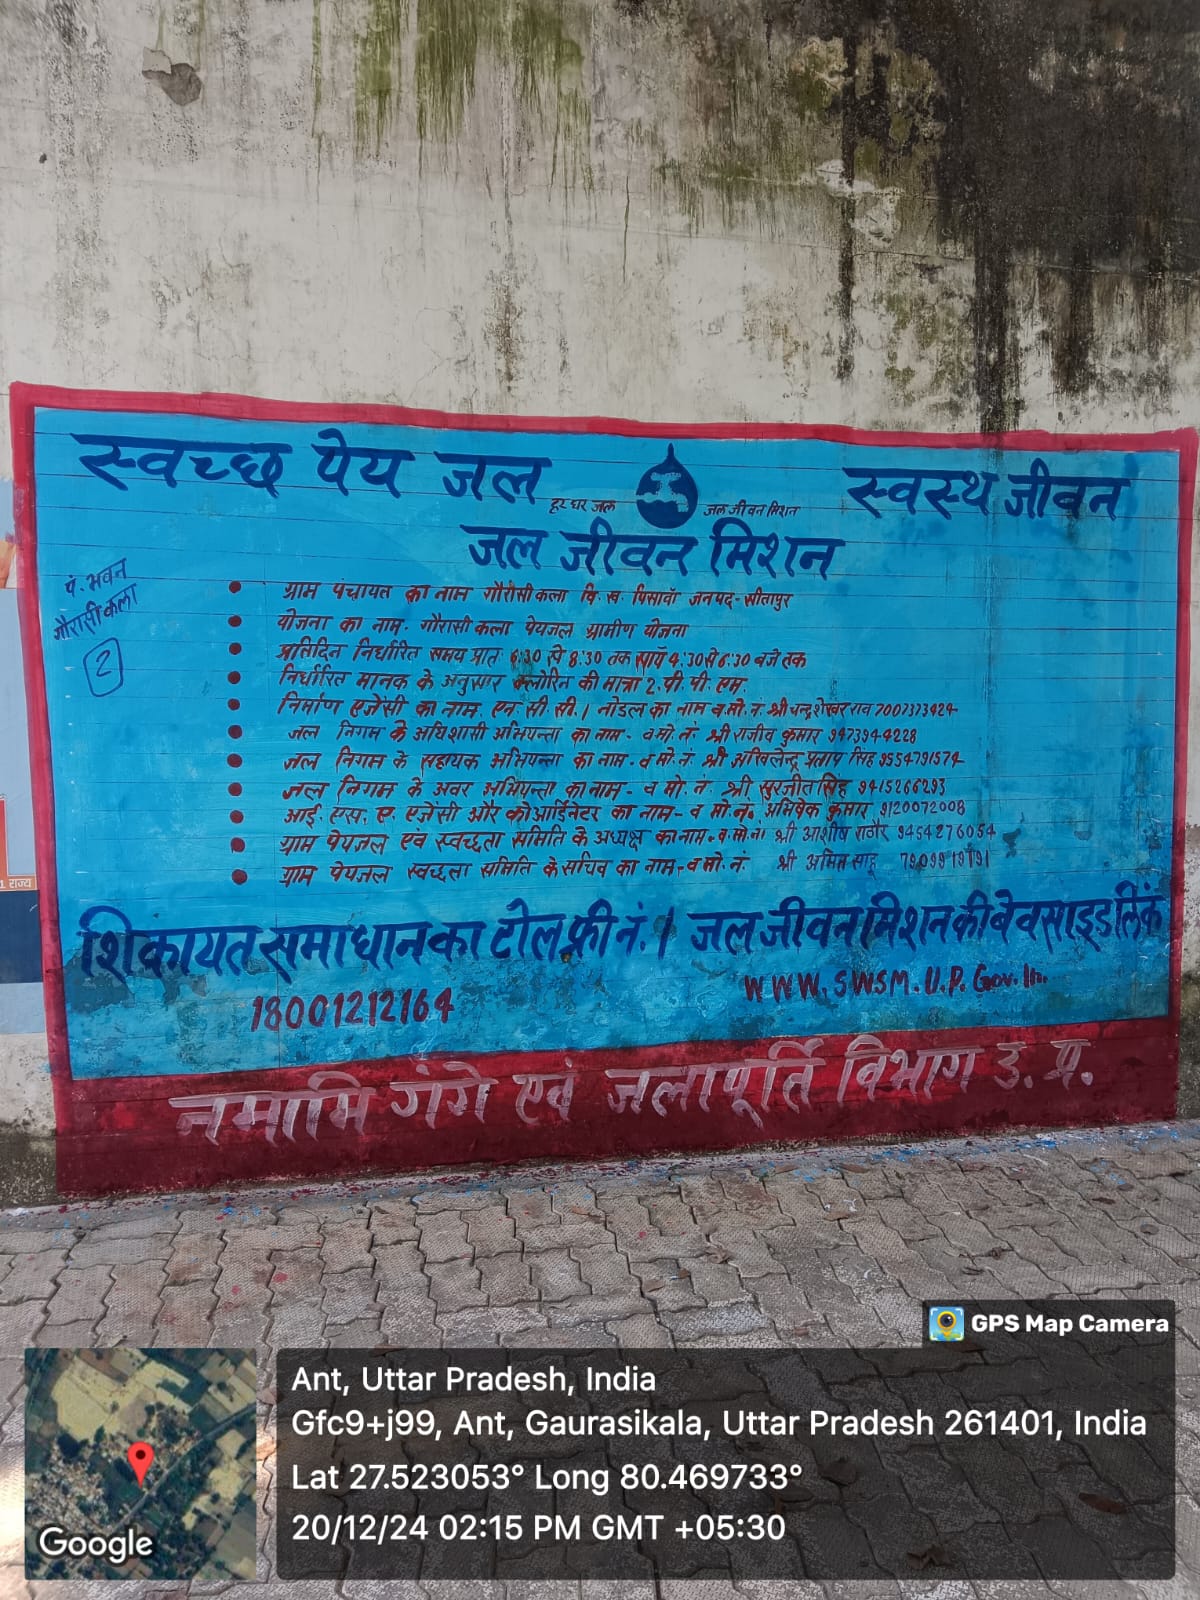 स्वच्छ पेय जल
हर घर जल
जल जीवन मिशन
स्वस्थ जीवन
जल जीवन मिशन
पं. भवन
गौरासी कला
2
ग्राम पंचायत का नाम गौरासी कला वि. ख. पिसावाँ जनपद- सीतापुर
योजना का नाम- गौरासी कला पेयजल ग्रामीण योजना
प्रतिदिन निर्धारित समय प्रातः 6:30 से 8:30 तक सायं 4:30 से 6:30 बजे तक
निर्धारित मानक के अनुसार क्लोरिन की मात्रा 2. पी. पी. एम.
निर्माण एजेंसी का नाम. एन. सी. सी. / नोडल का नाम व मो. नं. श्री चन्द्रशेखर राव 7007373424
जल निगम के अधिशासी अभियन्ता का नाम- व मो. नं. श्री राजीव कुमार 9473944228
जल निगम के सहायक अभियन्ता का नाम- व मो. नं. श्री अखिलेन्द्र प्रताप सिंह 9554791574
जल निगम के अवर अभियन्ता का नाम- व मो. नं. श्री सुरजीत सिंह 9415266293
आई. एस. ए. एजेंसी और कोआर्डिनेटर का नाम- व मो. नं. अभिषेक कुमार 9120072008
ग्राम पेयजल एवं स्वच्छता समिति के अध्यक्ष का नाम- व. मो. नं. श्री आशीष राठौर 9454276054
ग्राम पेयजल स्वच्छता समिति के सचिव का नाम- व मो. नं. श्री अमित साहू 7909919191
शिकायत समाधान का टोल फ्री नं. / जल जीवन मिशन की बेवसाइड लिंक
18001212164
WWW. SWSM. U.P. Gov. In.
नमामि गंगे एवं जलापूर्ति विभाग उ. प्र.
1 राज्य
GPS Map Camera
Ant, Uttar Pradesh, India
Gfc9+j99, Ant, Gaurasikala, Uttar Pradesh 261401, India
Lat 27.523053° Long 80.469733°
20/12/24 02:15 PM GMT +05:30
Google